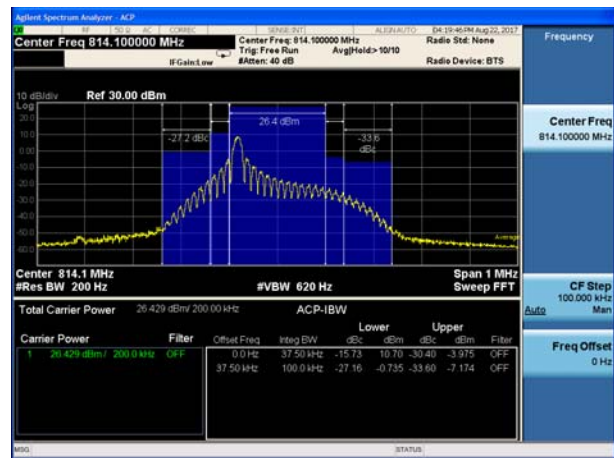 Agilent Spectrum Analyzer - ACP
RF 50 Ω AC CORREC SENSE:INT ALIGNAUTO 04:19:46 PM Aug 22, 2017
Center Freq 814.100000 MHz
Center Freq: 814.100000 MHz
Radio Std: None
Trig: Free Run Avg|Hold:> 10/10
IFGain:Low #Atten: 40 dB Radio Device: BTS
Frequency
10 dB/div Ref 30.00 dBm
Log
20.0
10.0
0.00
-10.0
-20.0
-30.0
-40.0
-50.0
-60.0
-27.2 dBc
26.4 dBm
-33.6
dBc
Average
Center 814.1 MHz Span 1 MHz
#Res BW 200 Hz #VBW 620 Hz Sweep FFT
Total Carrier Power 26.429 dBm/ 200.00 kHz ACP-IBW
Lower Upper
Carrier Power Filter Offset Freq Integ BW dBc dBm dBc dBm Filter
1 26.429 dBm / 200.0 kHz OFF 0.0 Hz 37.50 kHz -15.73 10.70 -30.40 -3.975 OFF
37.50 kHz 100.0 kHz -27.16 -0.735 -33.60 -7.174 OFF
Center Freq
814.100000 MHz
CF Step
100.000 kHz
Auto Man
Freq Offset
0 Hz
MSG STATUS